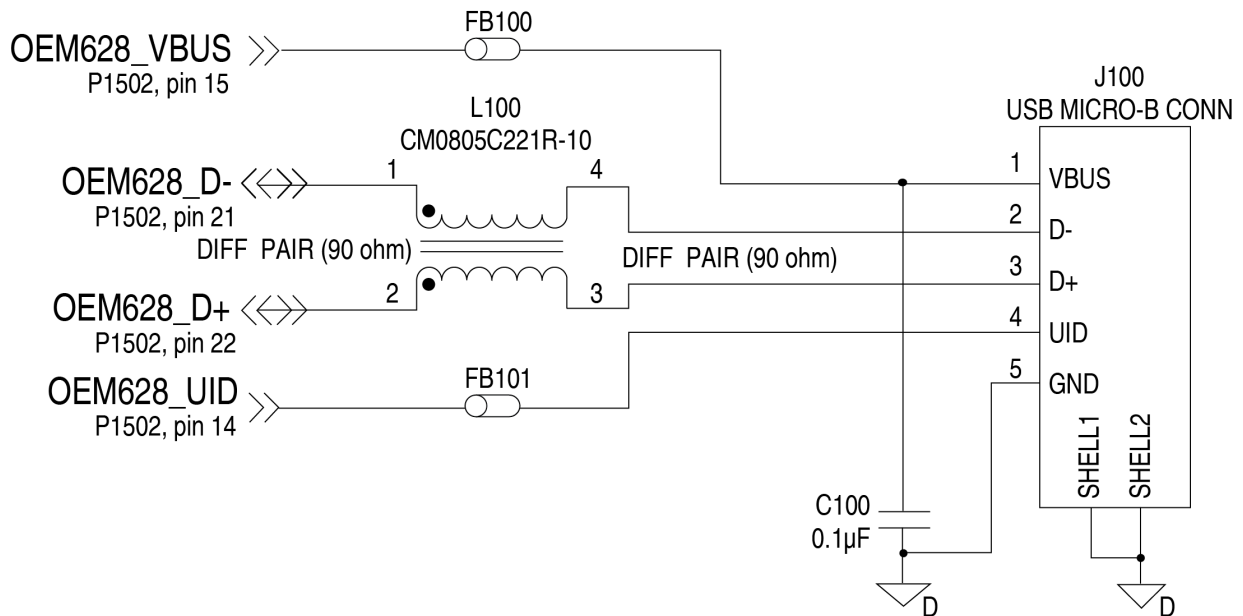 FB100
OEM628_VBUS
P1502, pin 15
J100
USB MICRO-B CONN
L100
CM0805C221R-10
1
4
1
VBUS
OEM628_D-
P1502, pin 21
2
D-
DIFF PAIR (90 ohm)
DIFF PAIR (90 ohm)
3
D+
2
3
OEM628_D+
P1502, pin 22
4
UID
FB101
5
GND
OEM628_UID
P1502, pin 14
SHELL1
SHELL2
C100
0.1µF
D
D